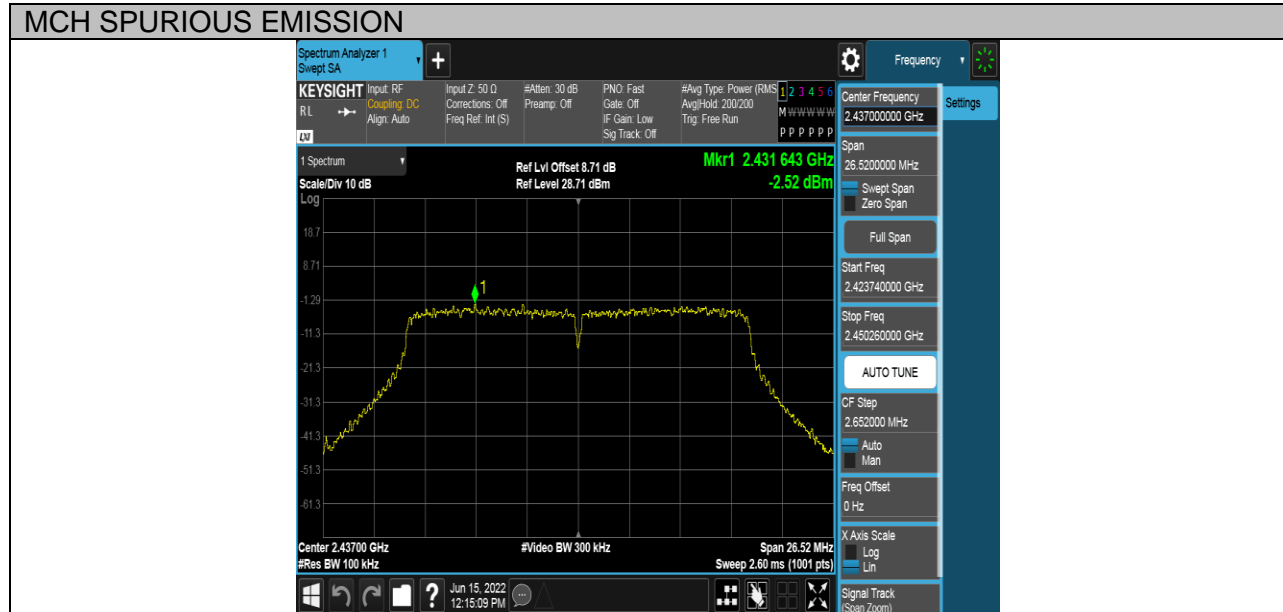 MCH SPURIOUS EMISSION
Spectrum Analyzer 1
Swept SA
+
Frequency
KEYSIGHT Input: RF Input Z: 50 Ω #Atten: 30 dB PNO: Fast #Avg Type: Power (RMS 1 2 3 4 5 6
RL Coupling: DC Corrections: Off Preamp: Off Gate: Off Avg|Hold: 200/200 M W W W W W
Align: Auto Freq Ref: Int (S) IF Gain: Low Trig: Free Run
LXI Sig Track: Off P P P P P P
1 Spectrum
Ref Lvl Offset 8.71 dB Mkr1 2.431 643 GHz
Scale/Div 10 dB Ref Level 28.71 dBm -2.52 dBm
Log
18.7
8.71
1
-1.29
-11.3
-21.3
-31.3
-41.3
-51.3
-61.3
Center 2.43700 GHz #Video BW 300 kHz Span 26.52 MHz
#Res BW 100 kHz Sweep 2.60 ms (1001 pts)
? Jun 15, 2022
12:15:09 PM
Center Frequency
2.437000000 GHz
Settings
Span
26.5200000 MHz
Swept Span
Zero Span
Full Span
Start Freq
2.423740000 GHz
Stop Freq
2.450260000 GHz
AUTO TUNE
CF Step
2.652000 MHz
Auto
Man
Freq Offset
0 Hz
X Axis Scale
Log
Lin
Signal Track
(Span Zoom)